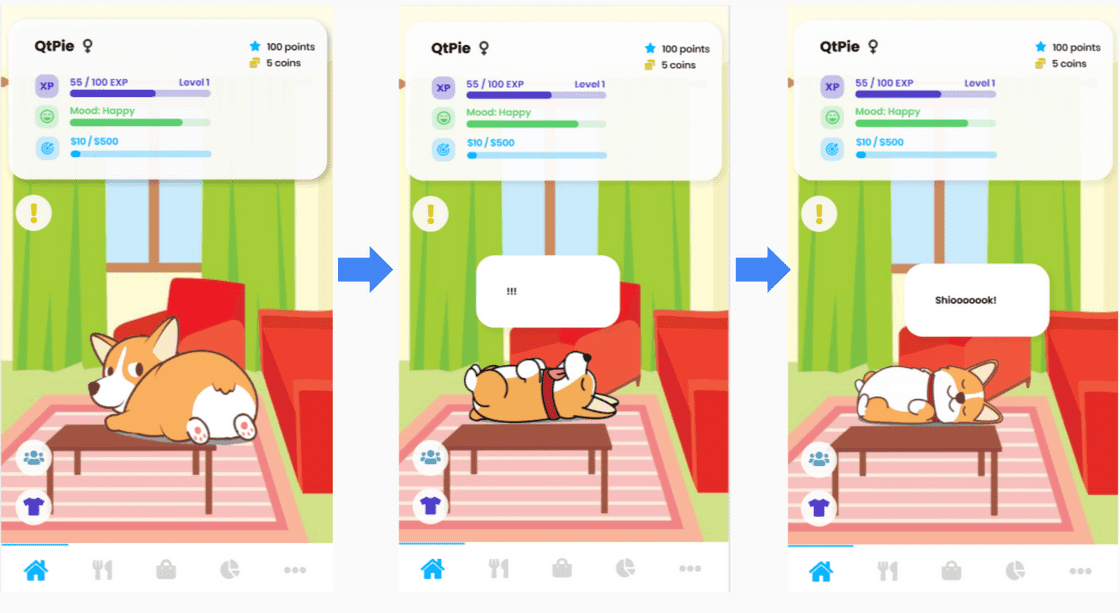 QtPie ♀
100 points
5 coins
XP
55 / 100 EXP Level 1
Mood: Happy
$10 / $500
QtPie ♀
100 points
5 coins
XP
55 / 100 EXP Level 1
Mood: Happy
$10 / $500
!!!
QtPie ♀
100 points
5 coins
XP
55 / 100 EXP Level 1
Mood: Happy
$10 / $500
Shiooooook!